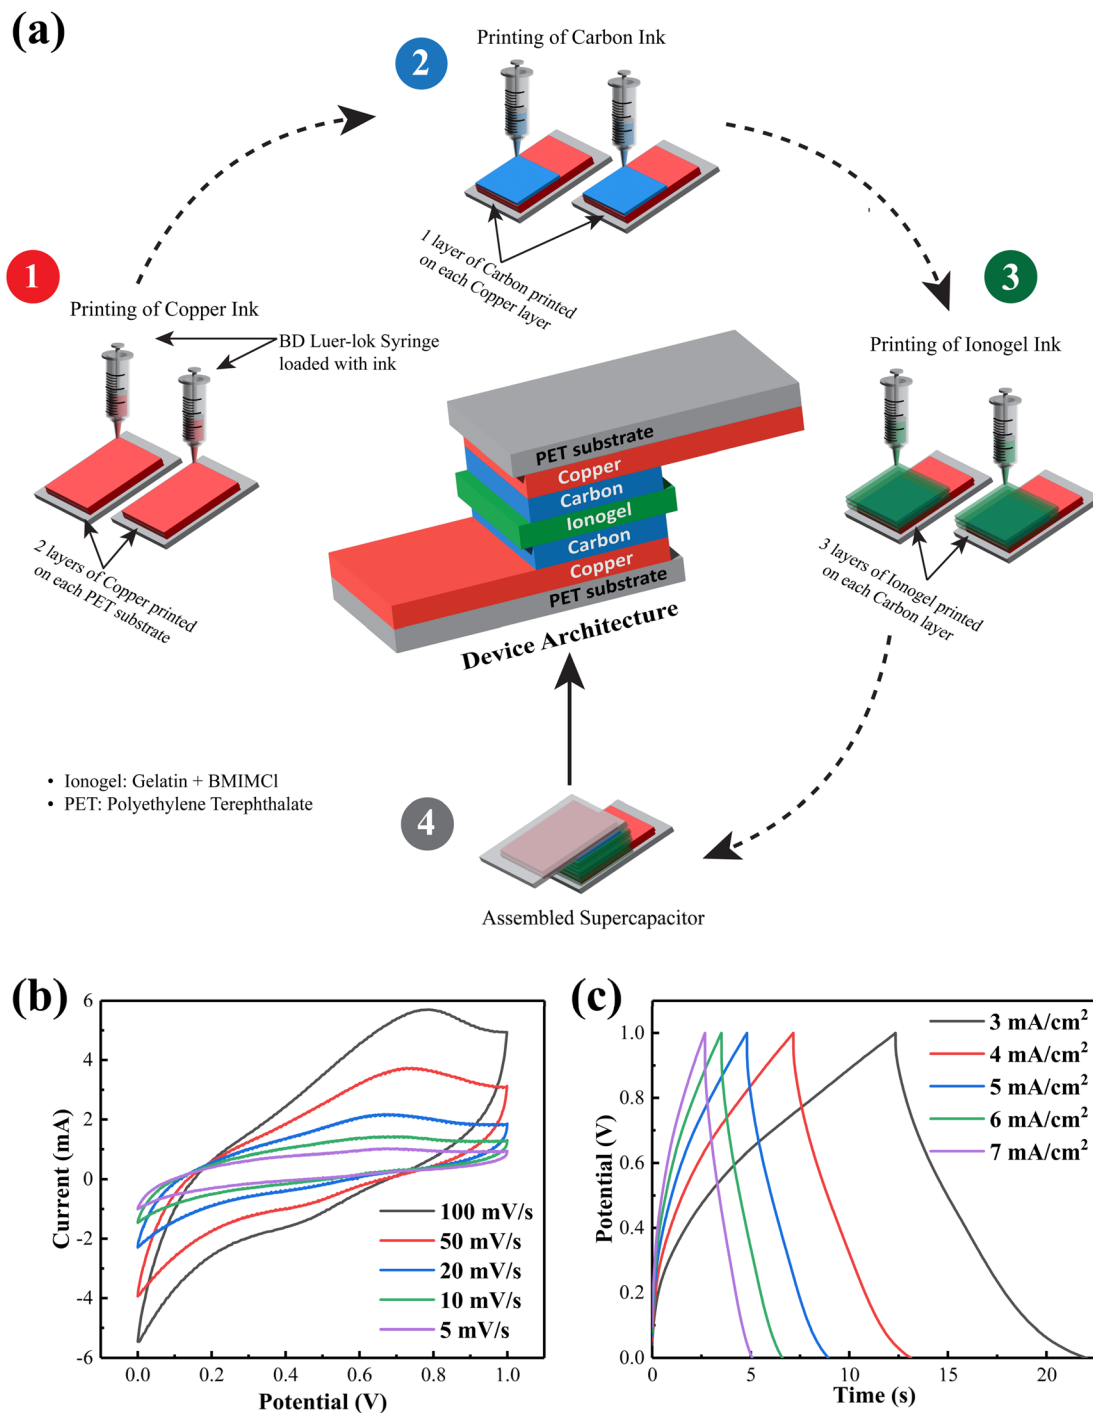 (a)
2
Printing of Carbon Ink
1 layer of Carbon printed
on each Copper layer
1
Printing of Copper Ink
BD Luer-lok Syringe
loaded with ink
2 layers of Copper printed
on each PET substrate
3
Printing of Ionogel Ink
3 layers of Ionogel printed
on each Carbon layer
PET substrate
Copper
Carbon
Ionogel
Carbon
Copper
PET substrate
Device Architecture
• Ionogel: Gelatin + BMIMCl
• PET: Polyethylene Terephthalate
4
Assembled Supercapacitor
(b)
6
4
2
0
-2
-4
-6
Current (mA)
100 mV/s
50 mV/s
20 mV/s
10 mV/s
5 mV/s
0.0 0.2 0.4 0.6 0.8 1.0
Potential (V)
(c)
1.0
0.8
0.6
0.4
0.2
0.0
Potential (V)
3 mA/cm²
4 mA/cm²
5 mA/cm²
6 mA/cm²
7 mA/cm²
0 5 10 15 20
Time (s)